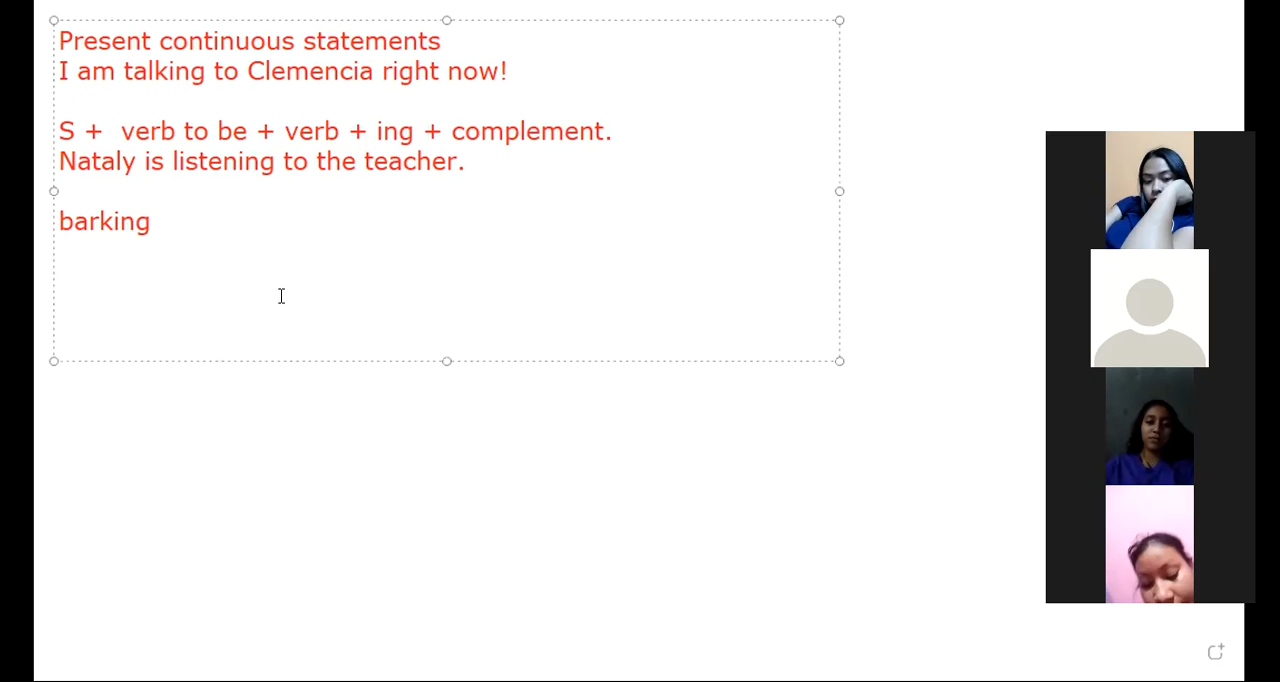 Present continuous statements
I am talking to Clemencia right now!
S +  verb to be + verb + ing + complement.
Nataly is listening to the teacher.
barking